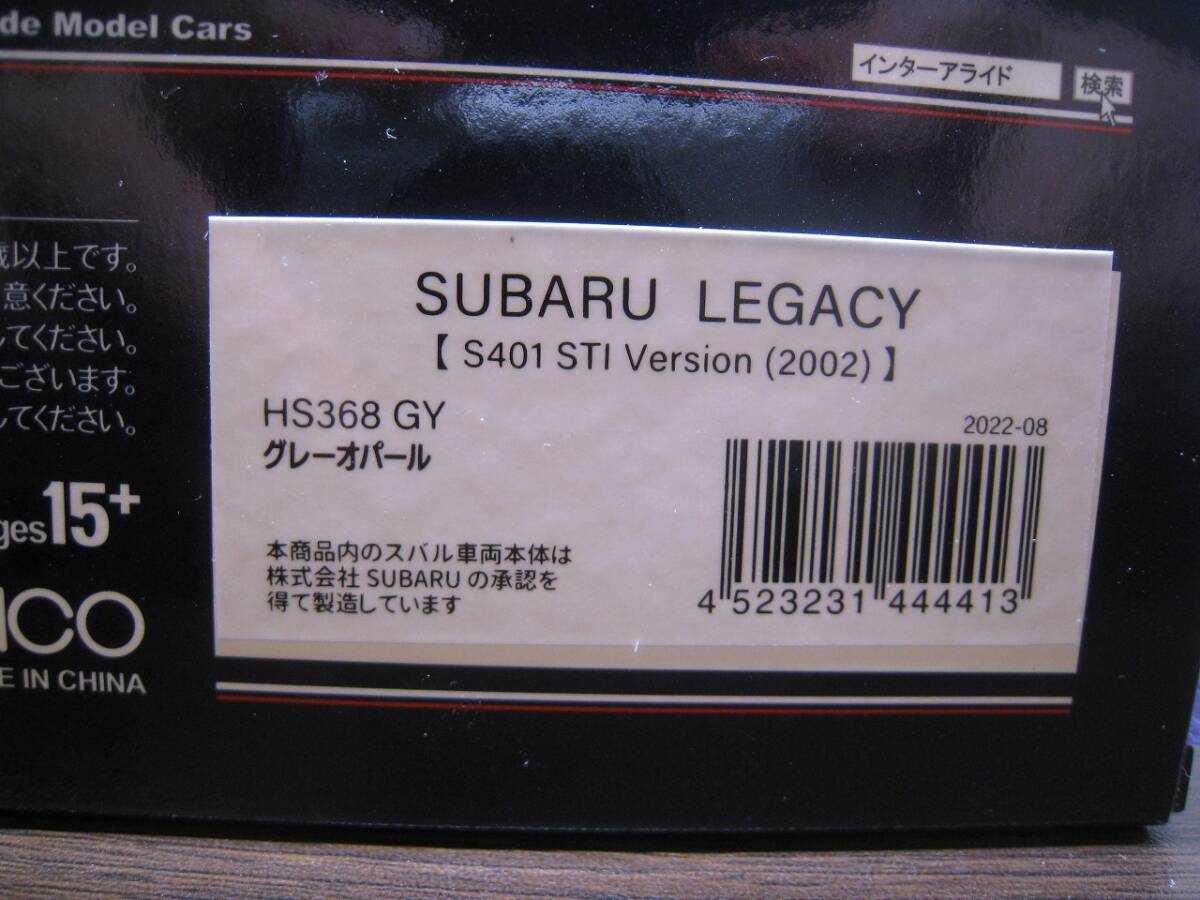 de Model Cars
インターアライド 検索
歳以上です。
意ください。
してください。
ございます。
してください。
ges 15+
ICO
E IN CHINA
SUBARU LEGACY
【 S401 STI Version (2002) 】
HS368 GY
グレーオパール
2022-08
本商品内のスバル車両本体は
株式会社 SUBARU の承認を
得て製造しています
4 523231 444413